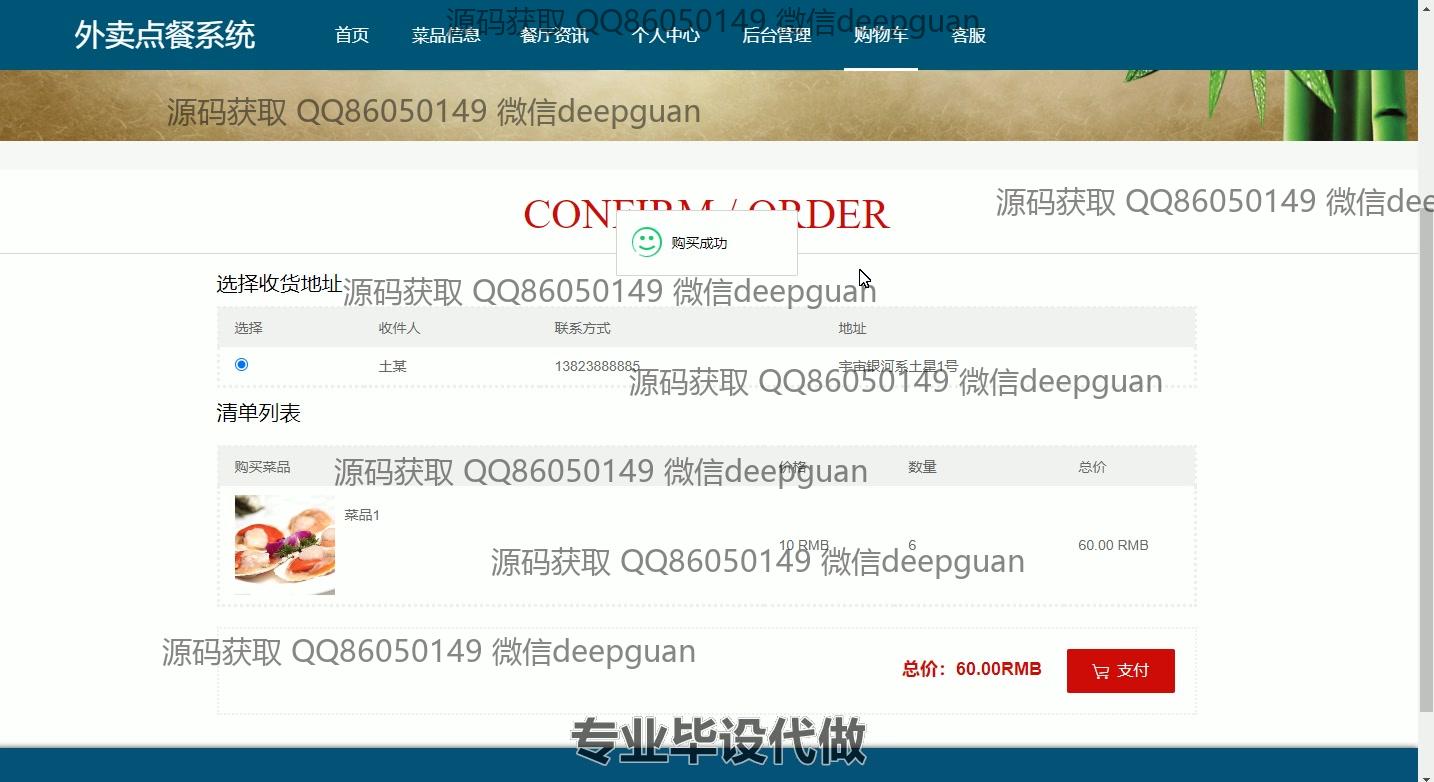 外卖点餐系统 首页 菜品信息 餐厅资讯 个人中心 后台管理 购物车 客服
源码获取 QQ86050149 微信deepguan
源码获取 QQ86050149 微信deepguan
源码获取 QQ86050149 微信dee
CONFIRM / ORDER
购买成功
选择收货地址
源码获取 QQ86050149 微信deepguan
选择 收件人 联系方式 地址
土某 13823888885 宇宙银河系土星1号
源码获取 QQ86050149 微信deepguan
清单列表
购买菜品 价格 数量 总价
源码获取 QQ86050149 微信deepguan
菜品1
10 RMB 6 60.00 RMB
源码获取 QQ86050149 微信deepguan
源码获取 QQ86050149 微信deepguan
总价：60.00RMB 支付
专业毕设代做